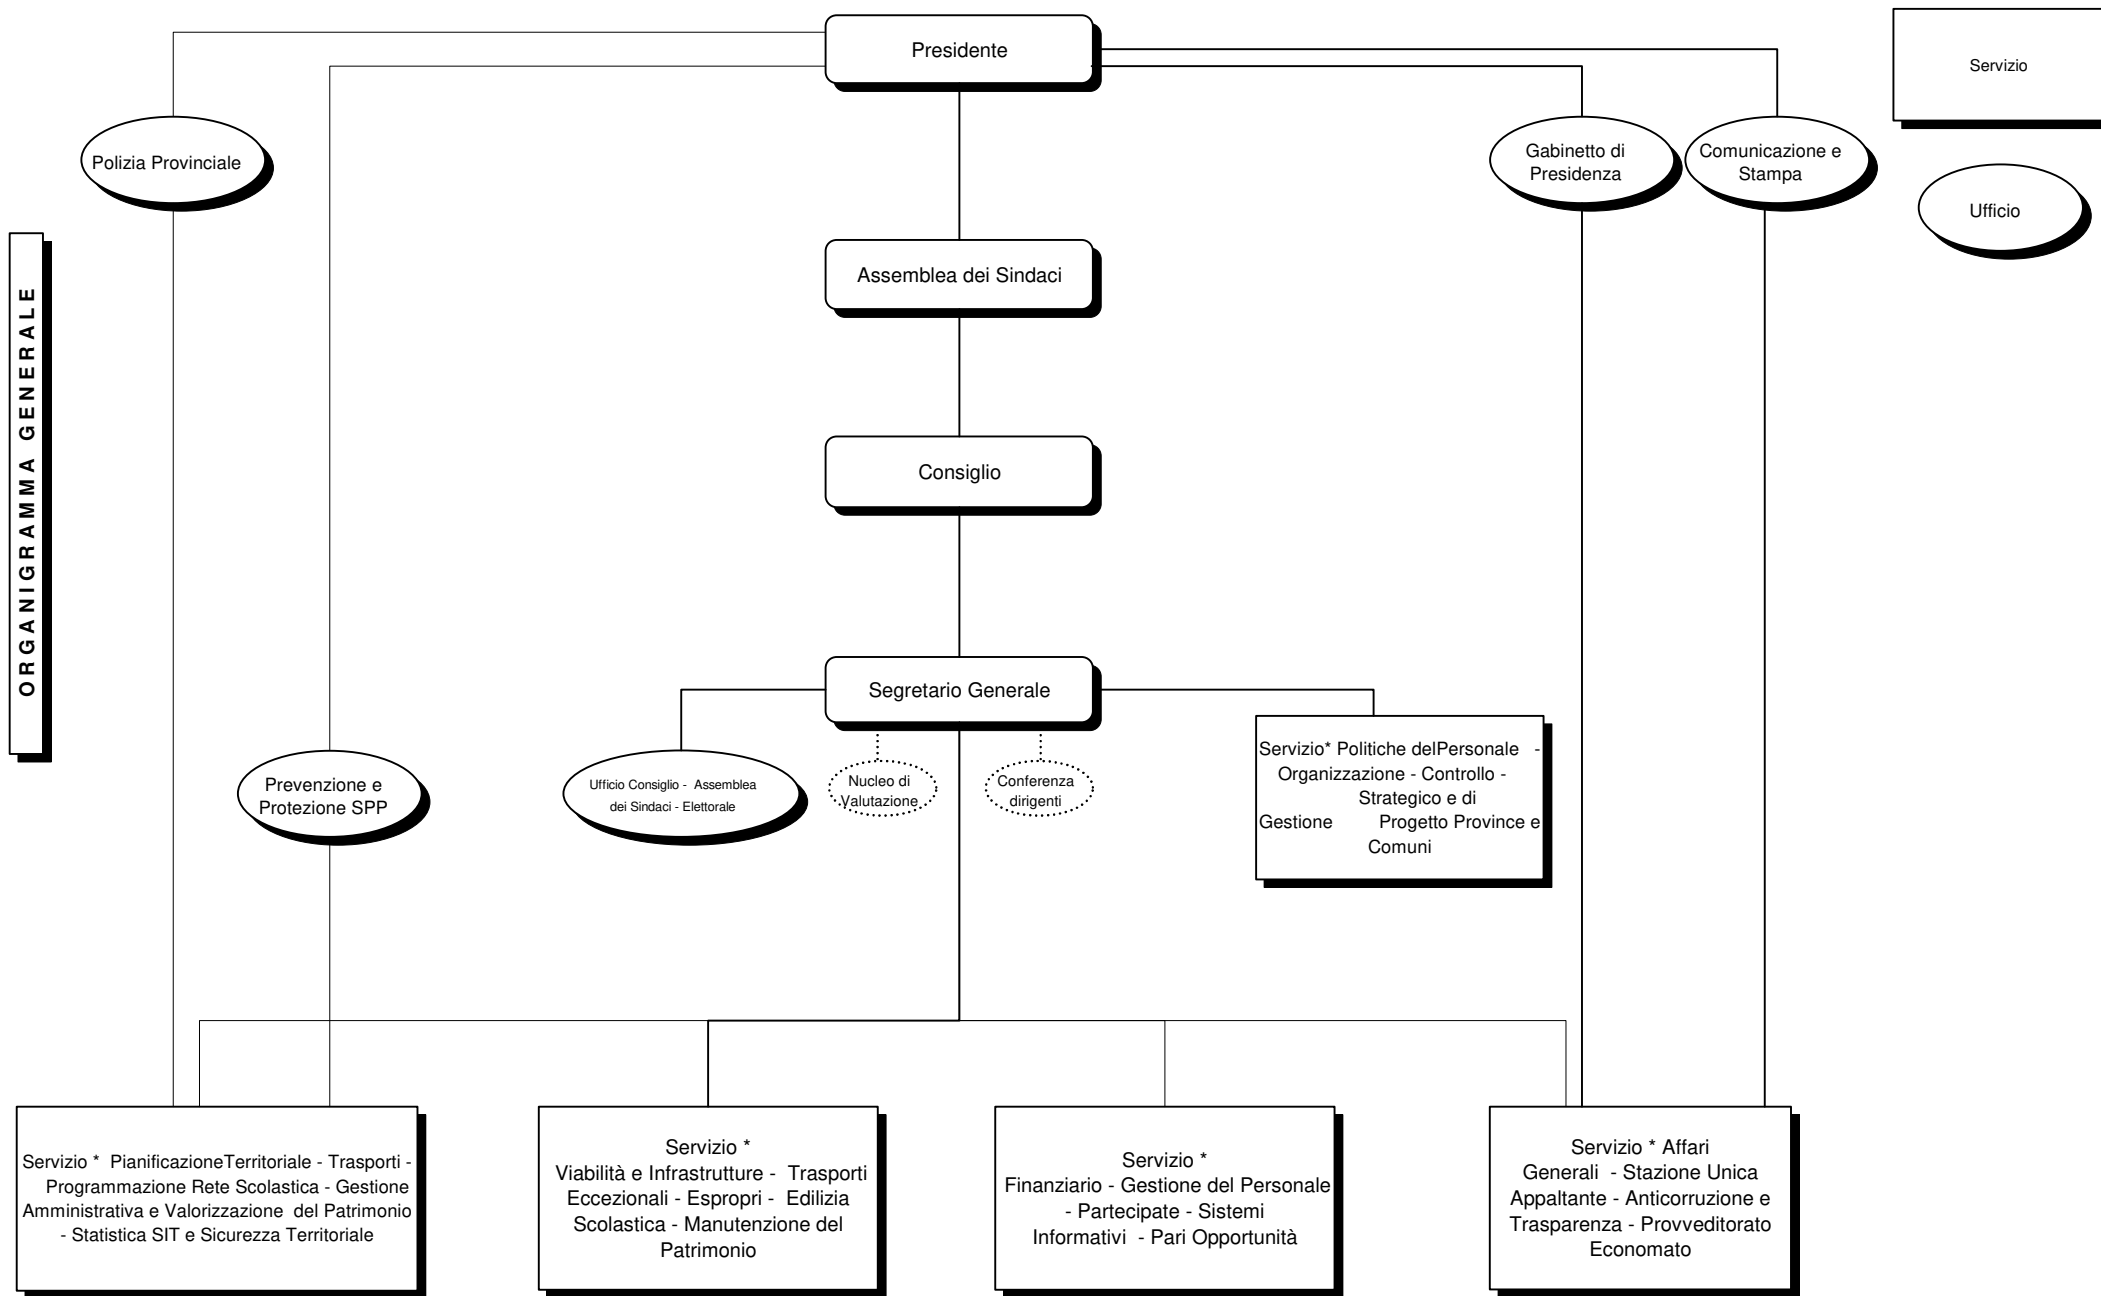 Presidente
Servizio
Polizia Provinciale
Gabinetto di
Presidenza
Comunicazione e
Stampa
Ufficio
ORGANIGRAMMA GENERALE
Assemblea dei Sindaci
Consiglio
Segretario Generale
Prevenzione e
Protezione SPP
Ufficio Consiglio - Assemblea
dei Sindaci - Elettorale
Nucleo di
Valutazione
Conferenza
dirigenti
Servizio* Politiche delPersonale -
Organizzazione - Controllo -
Strategico e di
Gestione Progetto Province e
Comuni
Servizio * PianificazioneTerritoriale - Trasporti -
Programmazione Rete Scolastica - Gestione
Amministrativa e Valorizzazione del Patrimonio
- Statistica SIT e Sicurezza Territoriale
Servizio *
Viabilità e Infrastrutture - Trasporti
Eccezionali - Espropri - Edilizia
Scolastica - Manutenzione del
Patrimonio
Servizio *
Finanziario - Gestione del Personale
- Partecipate - Sistemi
Informativi - Pari Opportunità
Servizio * Affari
Generali - Stazione Unica
Appaltante - Anticorruzione e
Trasparenza - Provveditorato
Economato